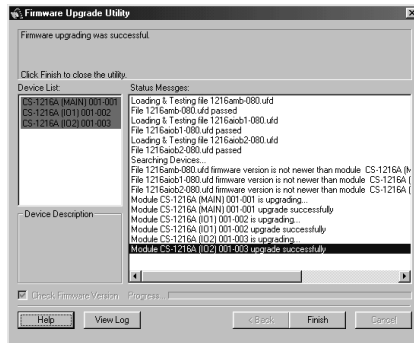 Firmware Upgrade Utility
Firmware upgrading was successful.
Click Finish to close the utility.
Device List:
CS-1216A (MAIN) 001-001
CS-1216A (IO1) 001-002
CS-1216A (IO2) 001-003
Device Description
Status Messges:
Loading & Testing file 1216amb-080.ufd
File 1216amb-080.ufd passed
Loading & Testing file 1216aiob1-080.ufd
File 1216aiob1-080.ufd passed
Loading & Testing file 1216aiob2-080.ufd
File 1216aiob2-080.ufd passed
Searching Devices...
File 1216amb-080.ufd firmware version is not newer than module CS-1216A (M
File 1216aiob1-080.ufd firmware version is not newer than module CS-1216A (
File 1216aiob2-080.ufd firmware version is not newer than module CS-1216A (
Module CS-1216A (MAIN) 001-001 is upgrading...
Module CS-1216A (MAIN) 001-001 upgrade successfully
Module CS-1216A (IO1) 001-002 is upgrading...
Module CS-1216A (IO1) 001-002 upgrade successfully
Module CS-1216A (IO2) 001-003 is upgrading...
Module CS-1216A (IO2) 001-003 upgrade successfully
Check Firmware Version Progress...
Help View Log < Back Finish Cancel